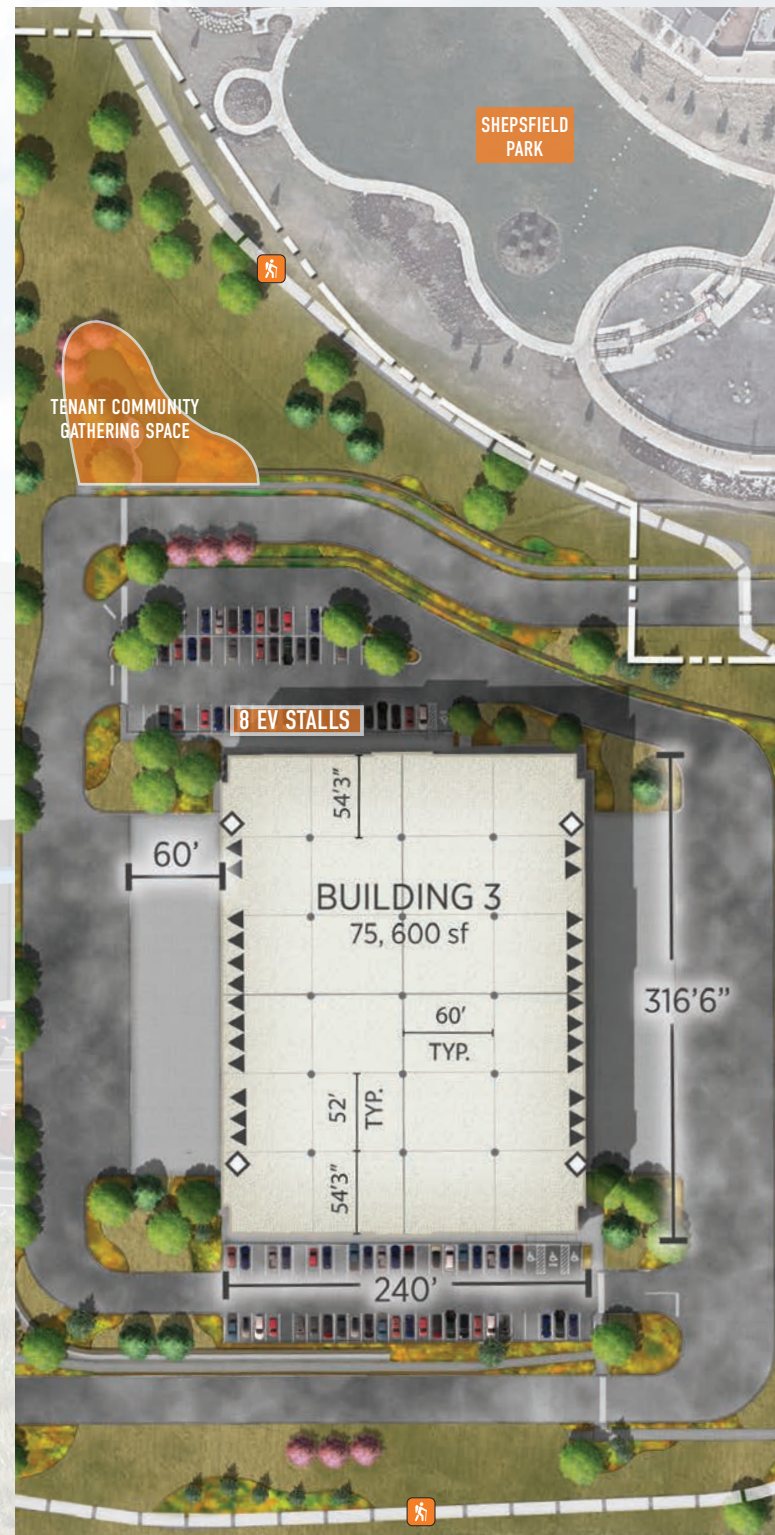 SHEPSFIELD
PARK
TENANT COMMUNITY
GATHERING SPACE
8 EV STALLS
54'3"
60'
BUILDING 3
75, 600 sf
316'6"
60'
TYP.
52'
TYP.
54'3"
240'